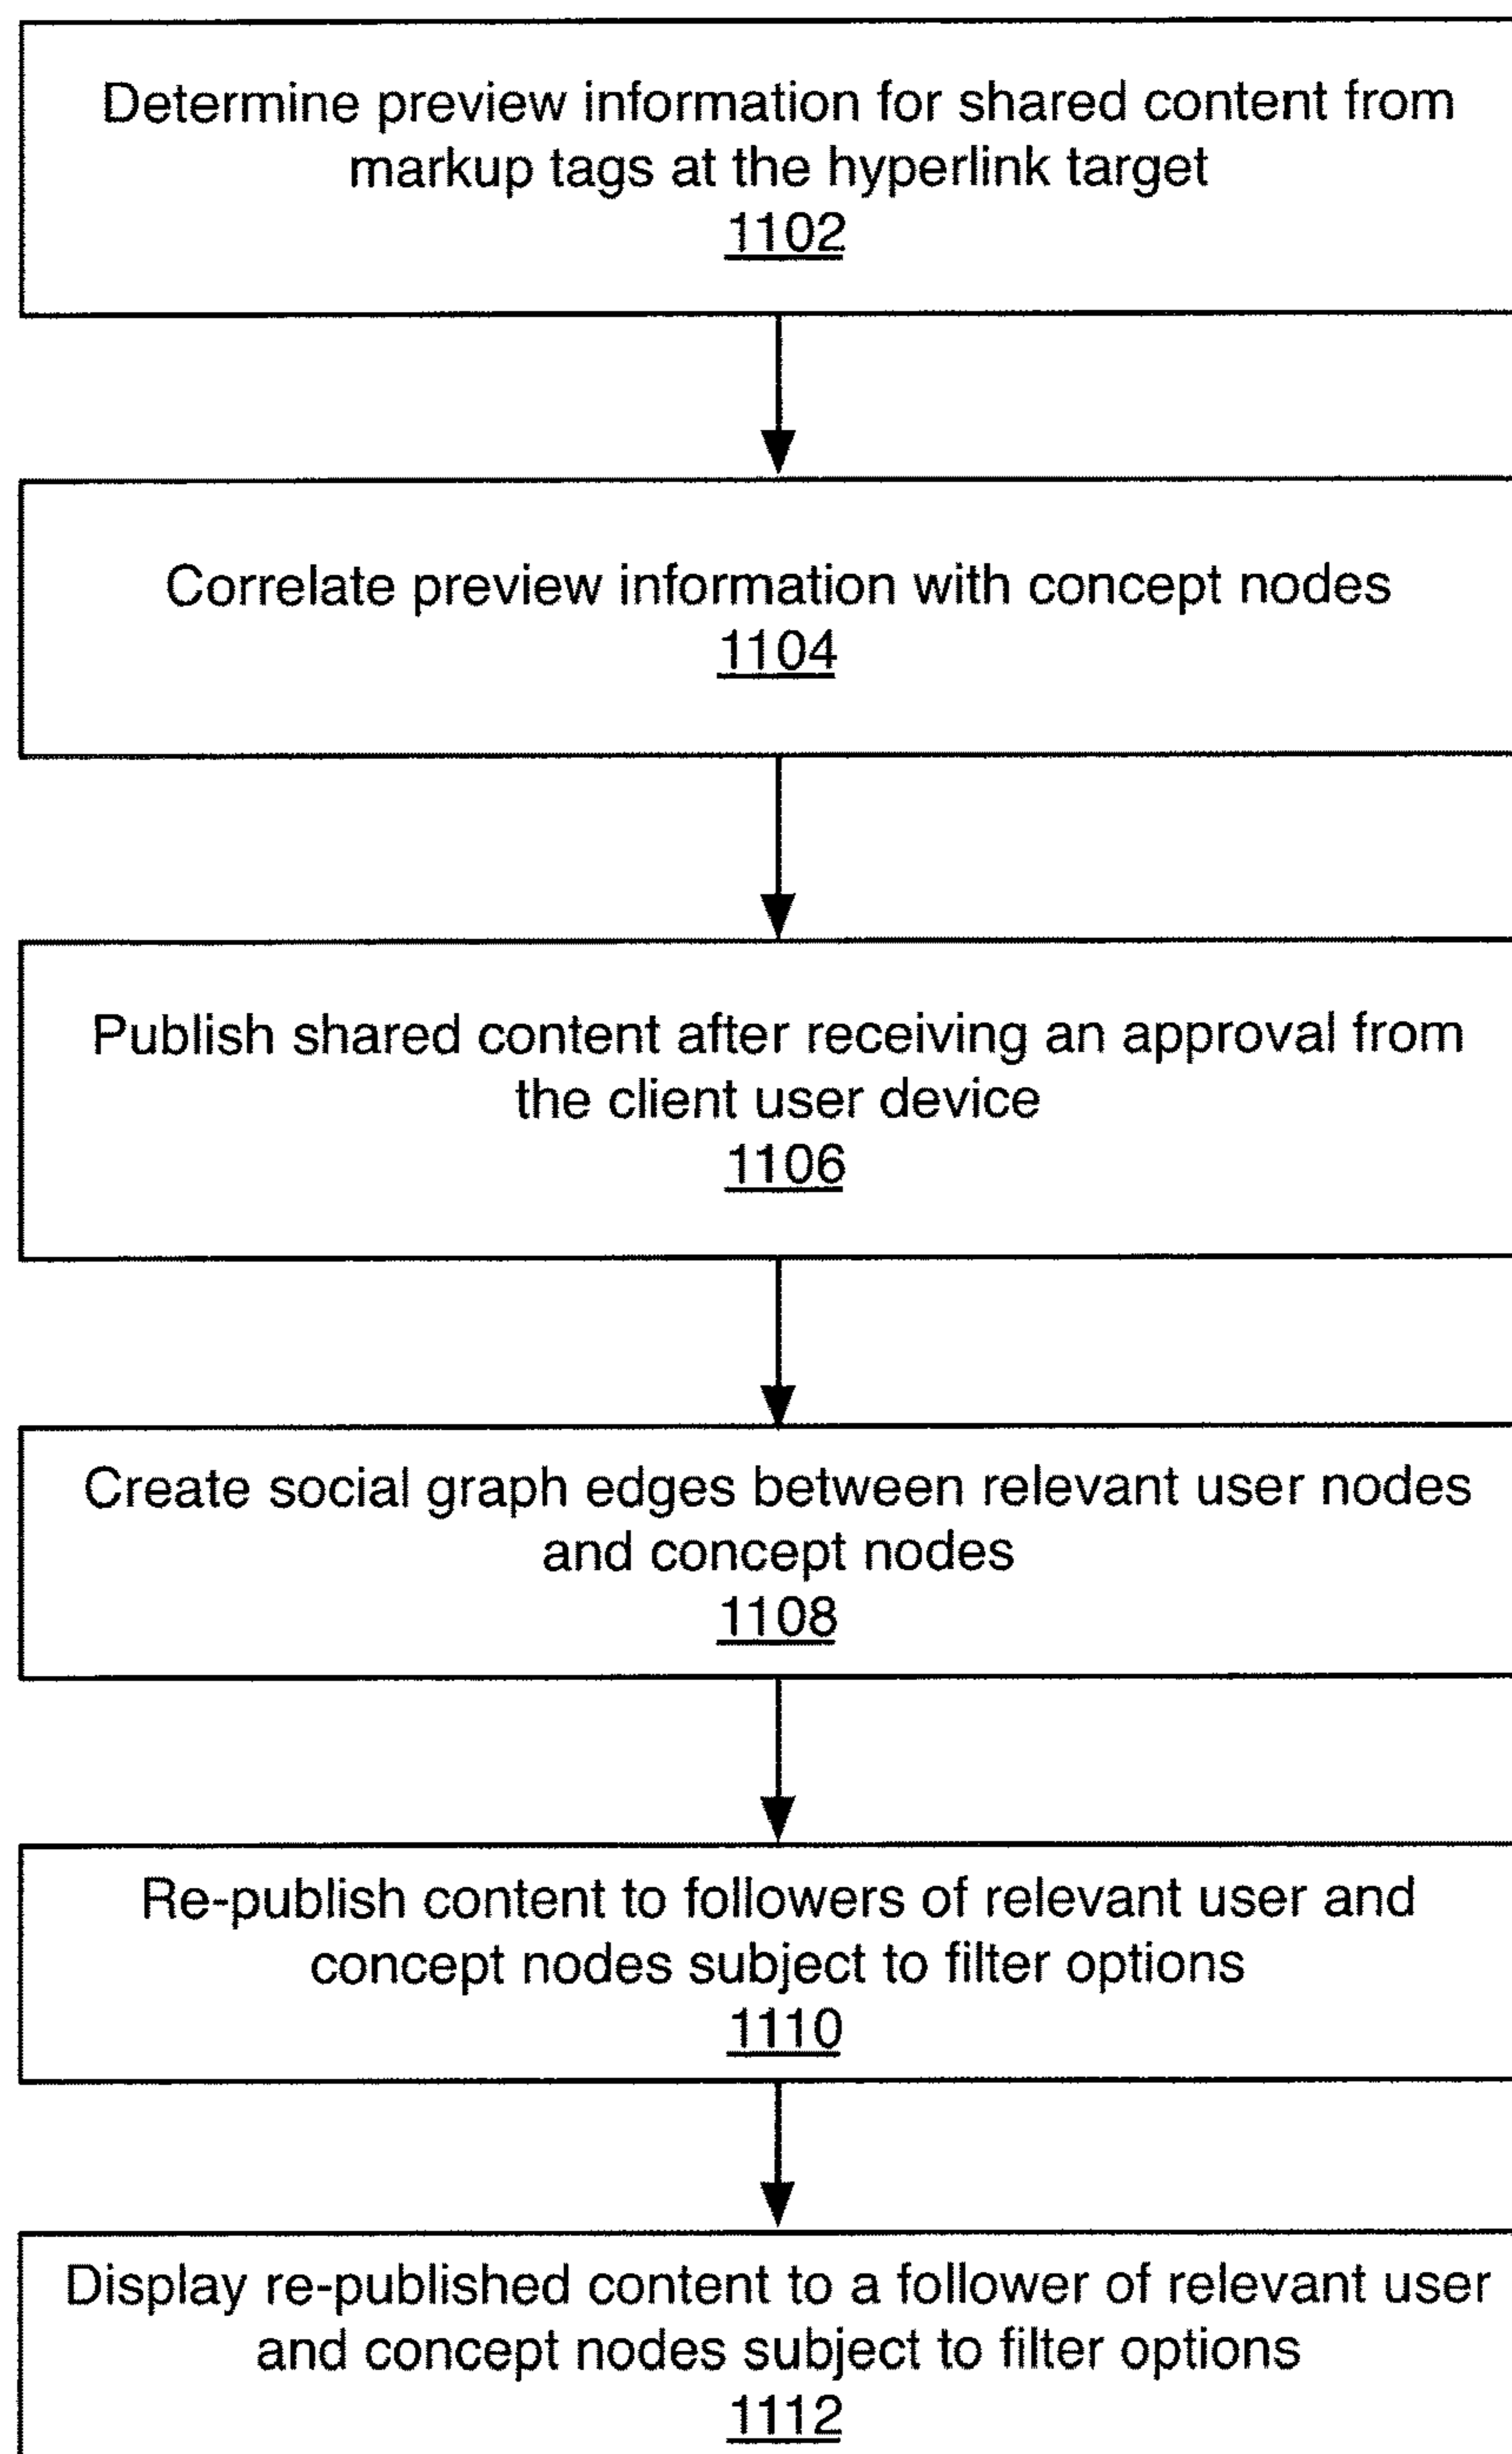 Determine preview information for shared content from
markup tags at the hyperlink target
1102
Correlate preview information with concept nodes
1104
Publish shared content after receiving an approval from
the client user device
1106
Create social graph edges between relevant user nodes
and concept nodes
1108
Re-publish content to followers of relevant user and
concept nodes subject to filter options
1110
Display re-published content to a follower of relevant user
and concept nodes subject to filter options
1112